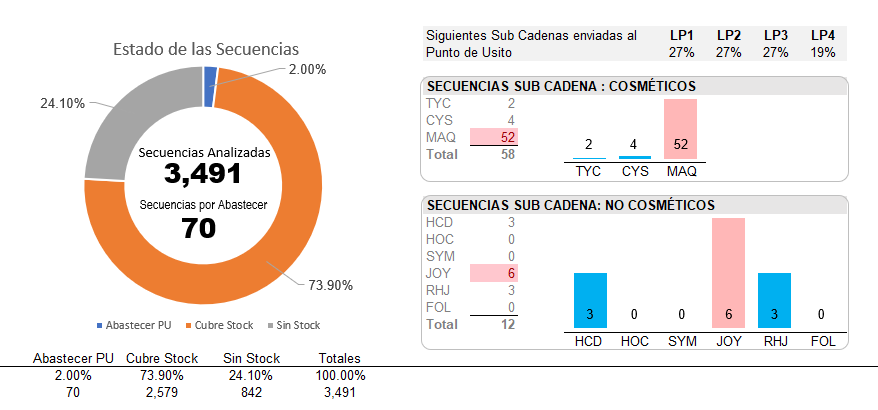 Estado de las Secuencias
2.00%
24.10%
Secuencias Analizadas
3,491
Secuencias por Abastecer
70
73.90%
Abastecer PU Cubre Stock Sin Stock
Abastecer PU Cubre Stock Sin Stock Totales
2.00% 73.90% 24.10% 100.00%
70 2,579 842 3,491
Siguientes Sub Cadenas enviadas al LP1 LP2 LP3 LP4
Punto de Usito 27% 27% 27% 19%
SECUENCIAS SUB CADENA : COSMÉTICOS
TYC 2
CYS 4
MAQ 52
Total 58
2 4 52
TYC CYS MAQ
SECUENCIAS SUB CADENA: NO COSMÉTICOS
HCD 3
HOC 0
SYM 0
JOY 6
RHJ 3
FOL 0
Total 12
3 0 0 6 3 0
HCD HOC SYM JOY RHJ FOL